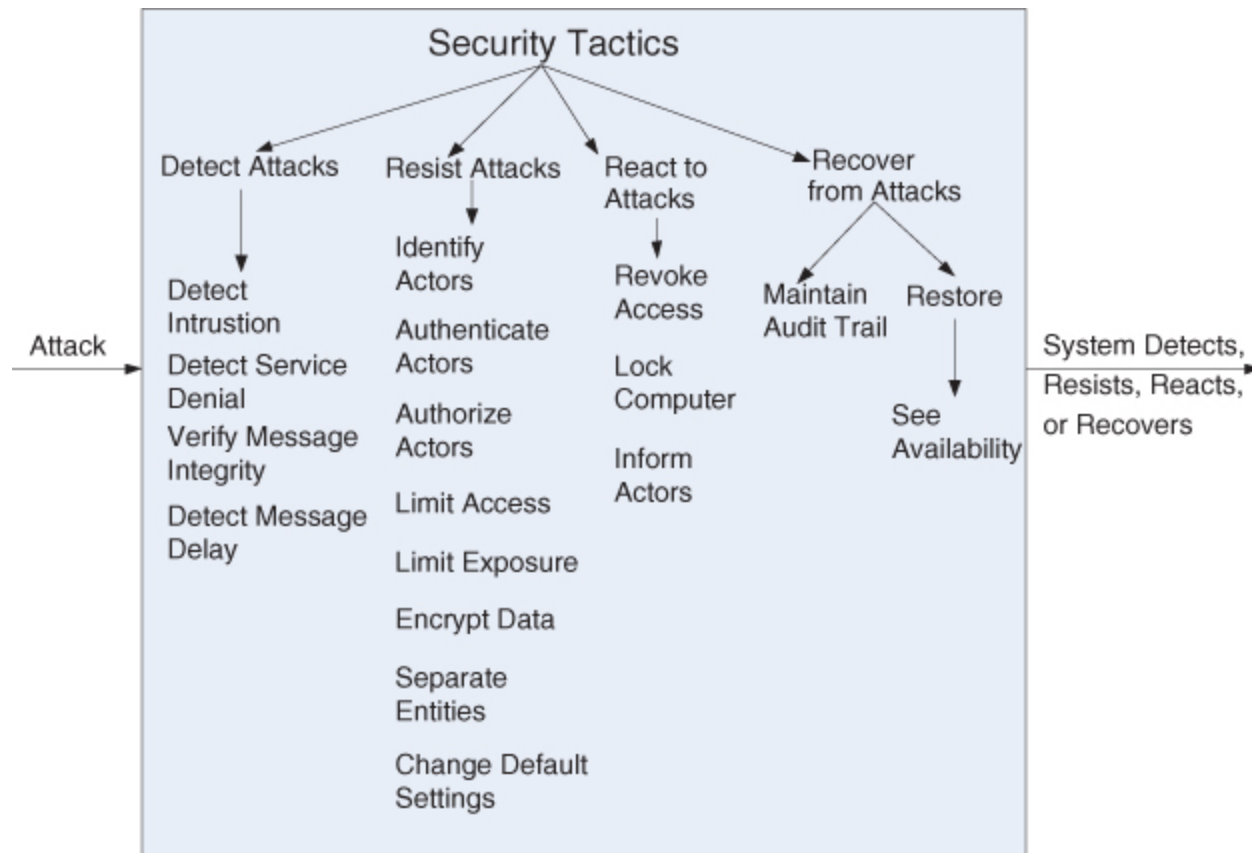 Security Tactics
Detect Attacks
Resist Attacks
React to
Attacks
Recover
from Attacks
Detect
Intrustion
Detect Service
Denial
Verify Message
Integrity
Detect Message
Delay
Identify
Actors
Authenticate
Actors
Authorize
Actors
Limit Access
Limit Exposure
Encrypt Data
Separate
Entities
Change Default
Settings
Revoke
Access
Lock
Computer
Inform
Actors
Maintain
Audit Trail
Restore
See
Availability
Attack
System Detects,
Resists, Reacts,
or Recovers